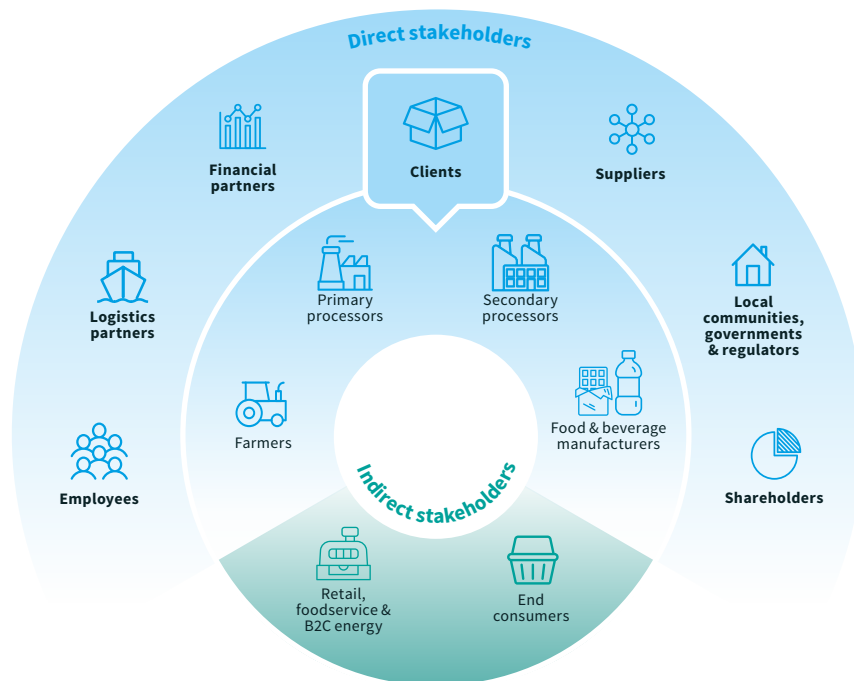 Direct stakeholders
Financial
partners
Clients
Suppliers
Logistics
partners
Primary
processors
Secondary
processors
Local
communities,
governments
& regulators
Farmers
Food & beverage
manufacturers
Employees
Shareholders
Indirect stakeholders
Retail,
foodservice &
B2C energy
End
consumers